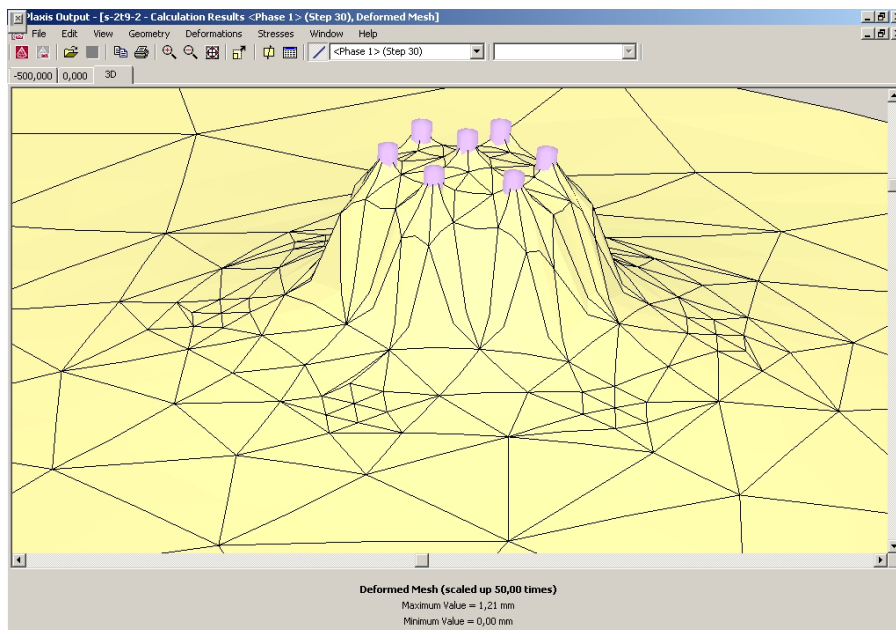 Plaxis Output - [s-2t9-2 - Calculation Results <Phase 1> (Step 30), Deformed Mesh]
File Edit View Geometry Deformations Stresses Window Help
<Phase 1> (Step 30)
-500,000 0,000 3D
Deformed Mesh (scaled up 50,00 times)
Maximum Value = 1,21 mm
Minimum Value = 0,00 mm